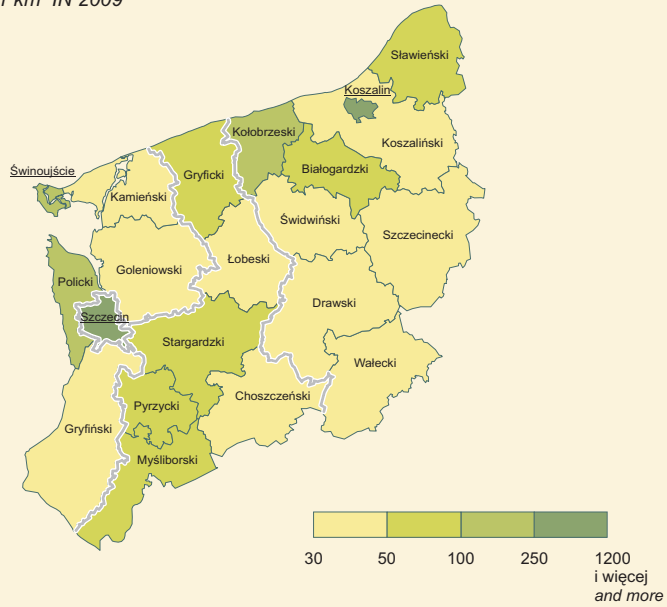 km IN 2009
Sławieński
Koszalin
Kołobrzeski
Koszaliński
Świnoujście
Gryficki
Białogardzki
Kamieński
Świdwiński
Szczecinecki
Goleniowski
Łobeski
Policki
Drawski
Szczecin
Stargardzki
Wałecki
Choszczeński
Pyrzycki
Gryfiński
Myśliborski
30 50 100 250 1200
i więcej
and more